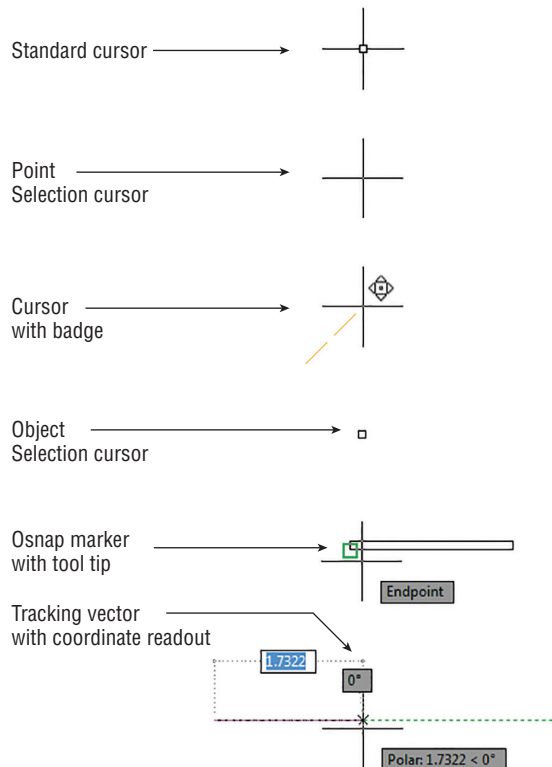 Standard cursor
Point
Selection cursor
Cursor
with badge
Object
Selection cursor
Osnap marker
with tool tip
Endpoint
Tracking vector
with coordinate readout
1.7322
0°
Polar: 1.7322 < 0°